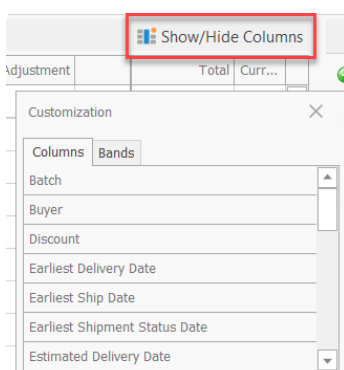 Show/Hide Columns
Adjustment Total Curr...
Customization
Columns Bands
Batch
Buyer
Discount
Earliest Delivery Date
Earliest Ship Date
Earliest Shipment Status Date
Estimated Delivery Date